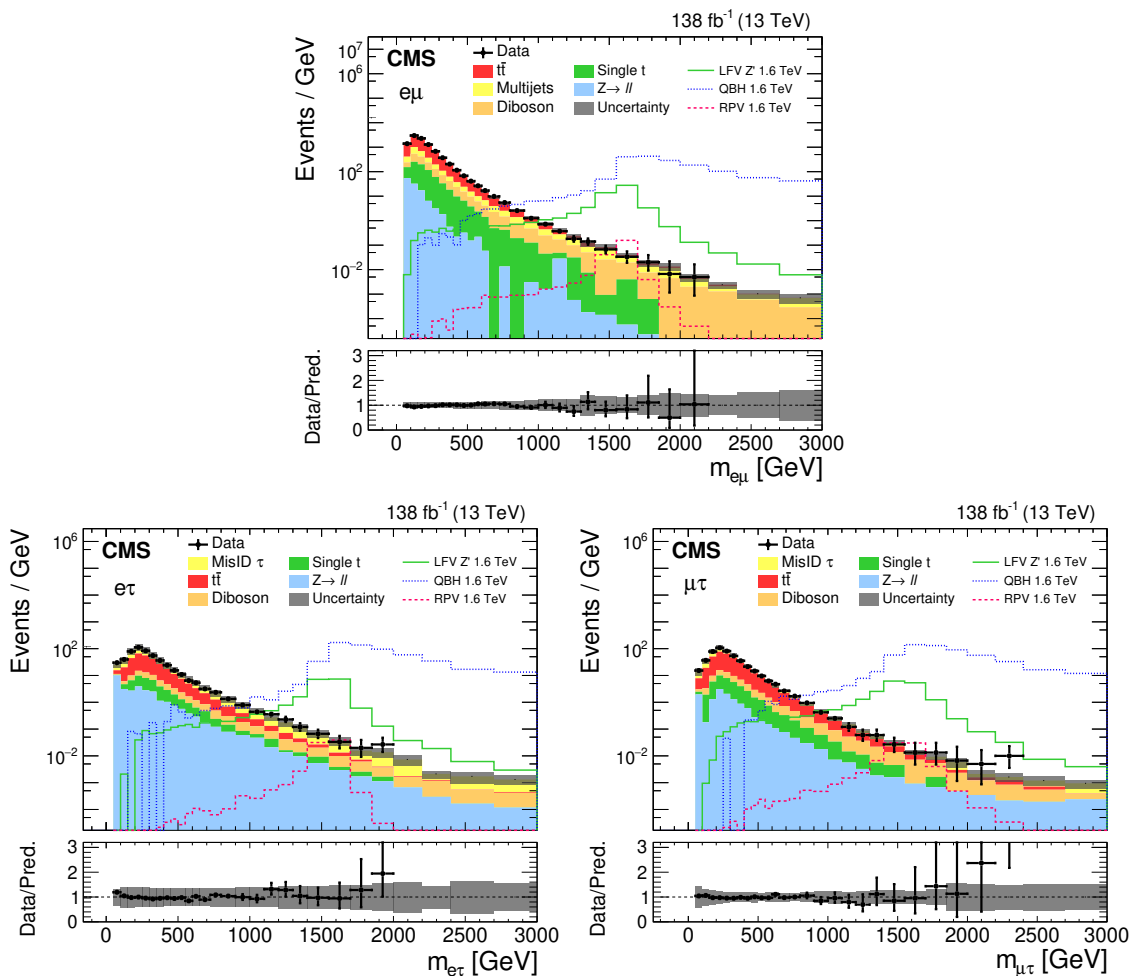 138 fb⁻¹ (13 TeV)
CMS
eμ
Data
tt̄
Multijets
Diboson
Single t
Z→ ll
Uncertainty
LFV Z' 1.6 TeV
QBH 1.6 TeV
RPV 1.6 TeV
Events / GeV
10⁷
10⁶
10²
10⁻²
Data/Pred.
3
2
1
0
0 500 1000 1500 2000 2500 3000
m_eμ [GeV]
138 fb⁻¹ (13 TeV)
CMS
eτ
Data
MisID τ
tt̄
Diboson
Single t
Z→ ll
Uncertainty
LFV Z' 1.6 TeV
QBH 1.6 TeV
RPV 1.6 TeV
Events / GeV
10⁶
10²
10⁻²
Data/Pred.
3
2
1
0
0 500 1000 1500 2000 2500 3000
m_eτ [GeV]
138 fb⁻¹ (13 TeV)
CMS
μτ
Data
MisID τ
tt̄
Diboson
Single t
Z→ ll
Uncertainty
LFV Z' 1.6 TeV
QBH 1.6 TeV
RPV 1.6 TeV
Events / GeV
10⁶
10²
10⁻²
Data/Pred.
3
2
1
0
0 500 1000 1500 2000 2500 3000
m_μτ [GeV]